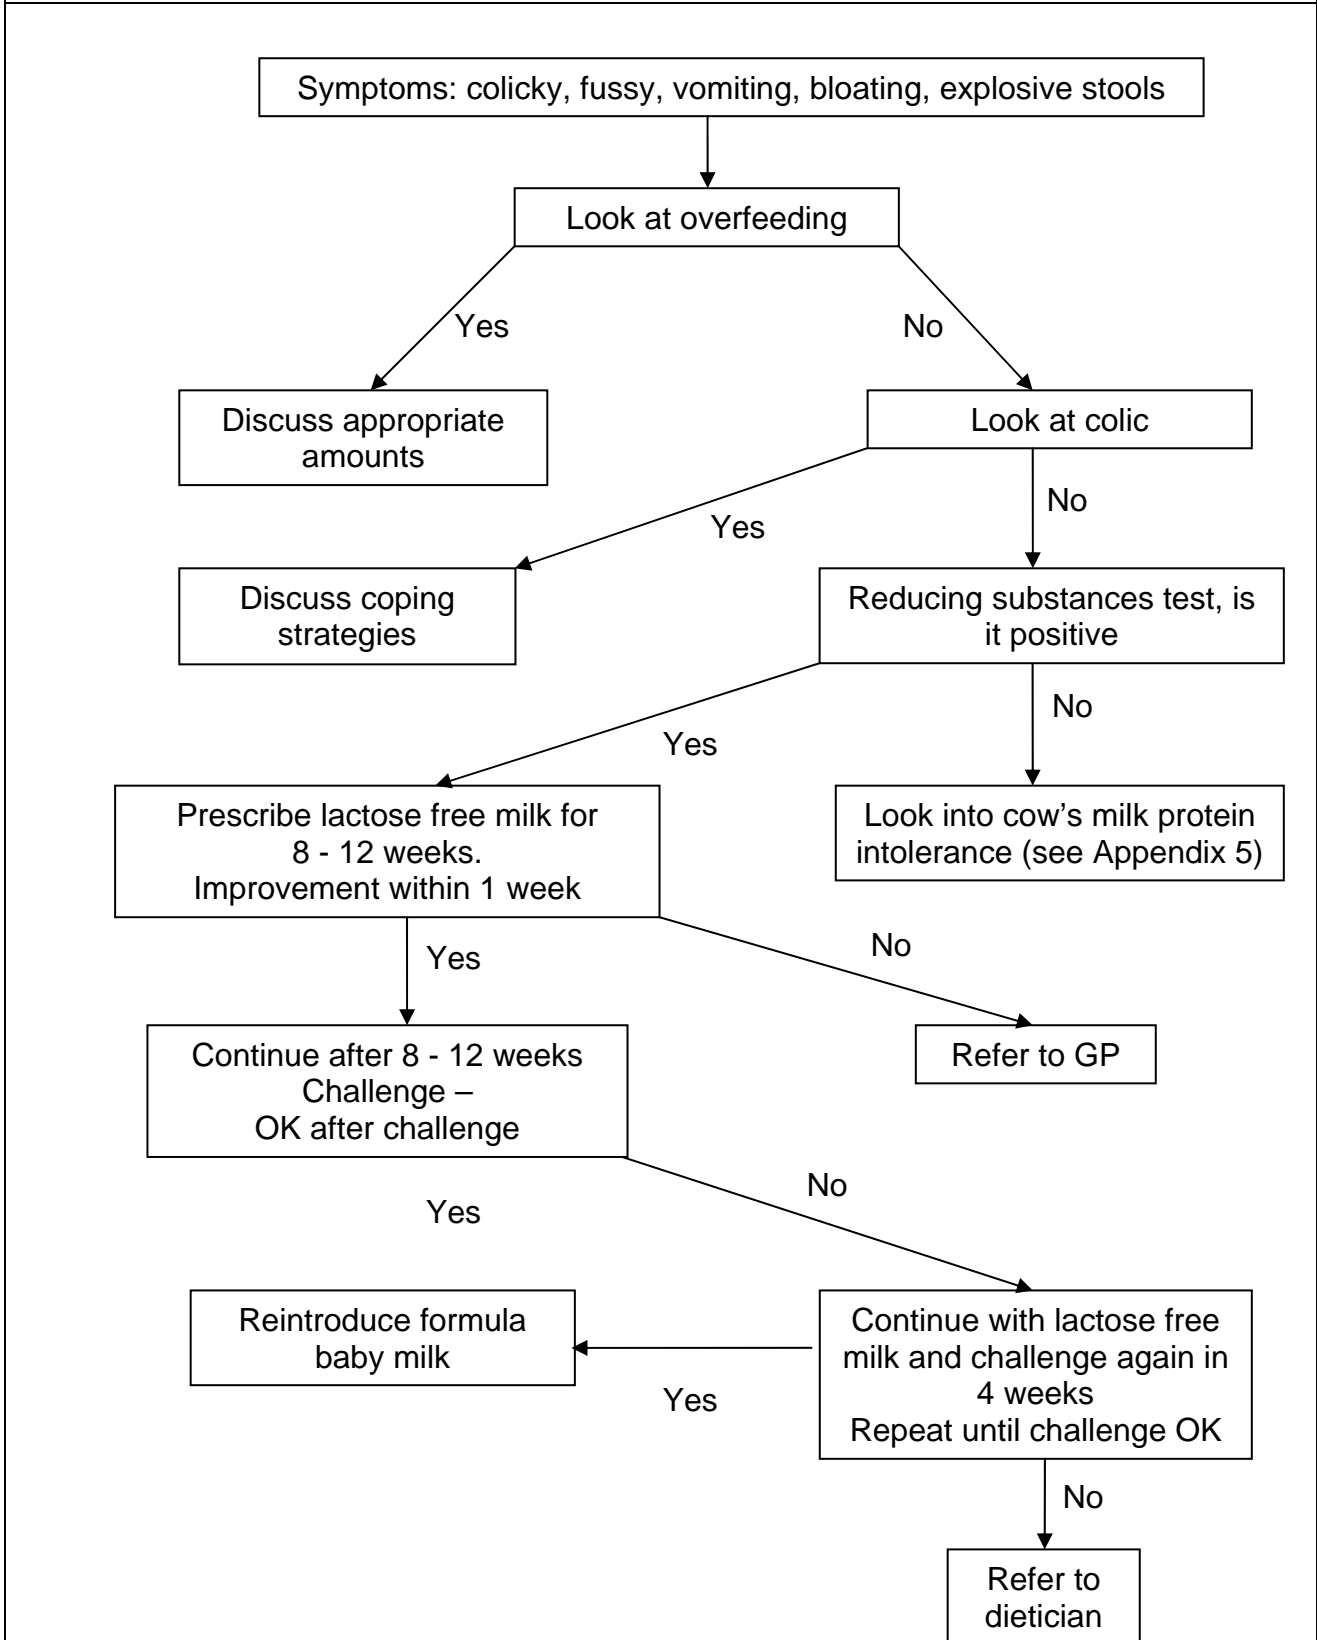 Symptoms: colicky, fussy, vomiting, bloating, explosive stools
Look at overfeeding
Yes
No
Discuss appropriate
amounts
Look at colic
Yes
No
Discuss coping
strategies
Reducing substances test, is
it positive
Yes
No
Prescribe lactose free milk for
8 - 12 weeks.
Improvement within 1 week
Look into cow’s milk protein
intolerance (see Appendix 5)
Yes
No
Continue after 8 - 12 weeks
Challenge –
OK after challenge
Refer to GP
Yes
No
Reintroduce formula
baby milk
Continue with lactose free
milk and challenge again in
4 weeks
Repeat until challenge OK
Yes
No
Refer to
dietician